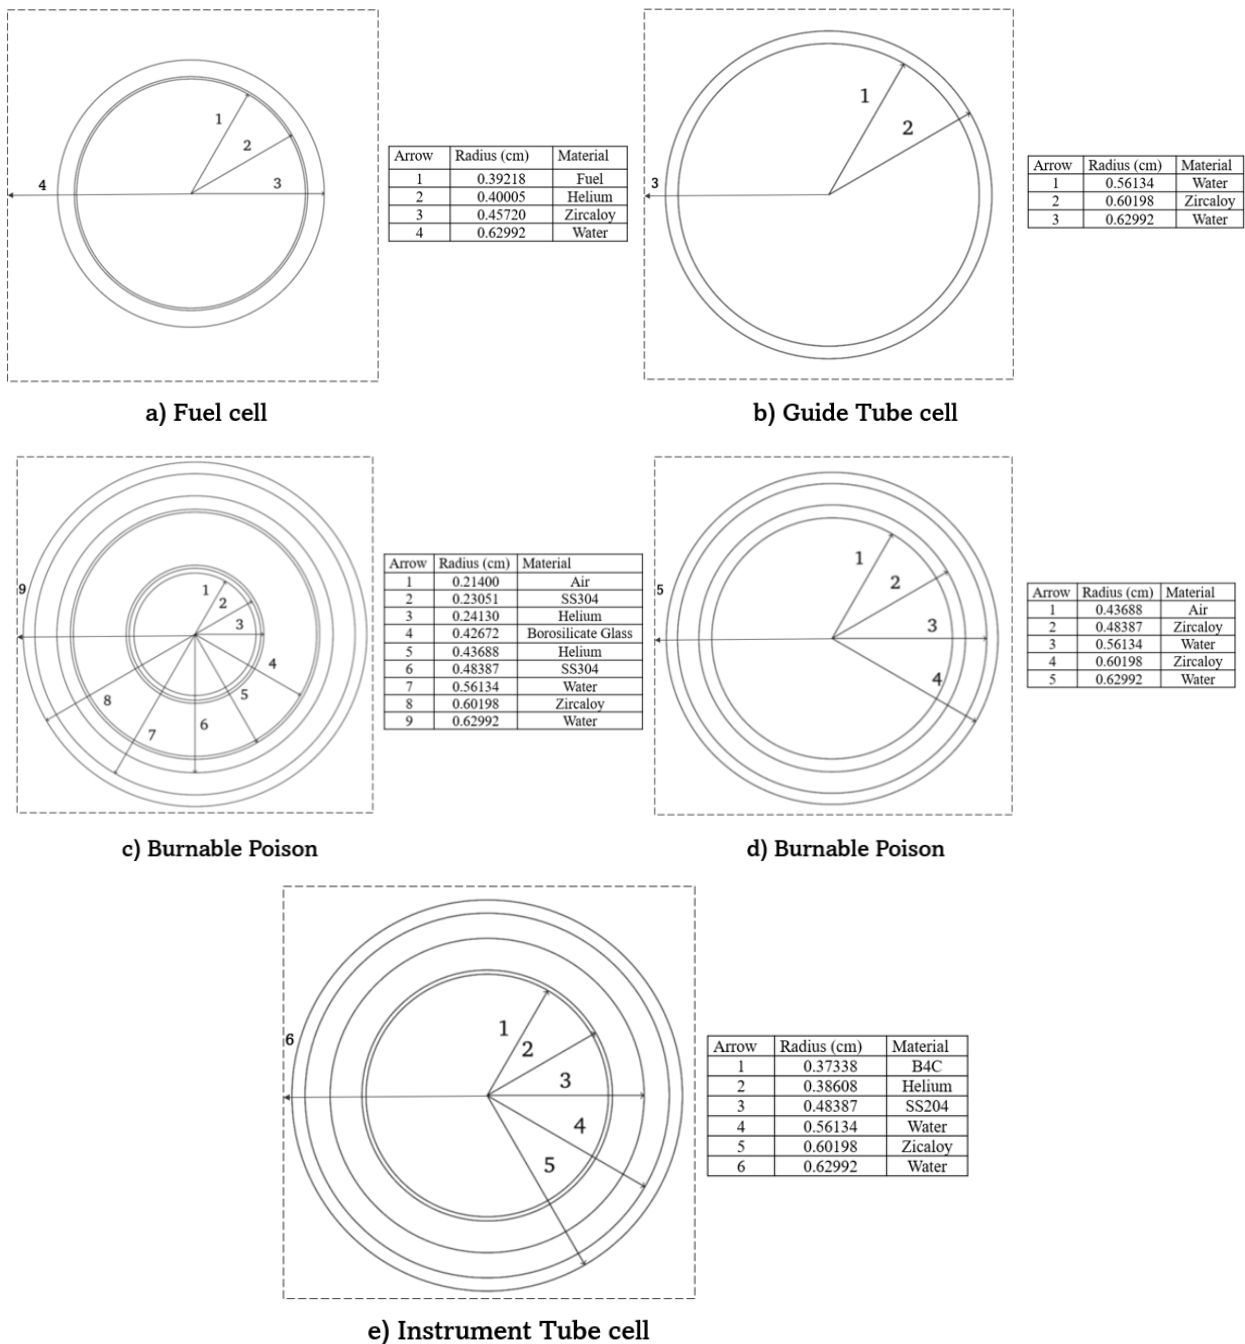 1
2
3
4
Arrow Radius (cm) Material
1 0.39218 Fuel
2 0.40005 Helium
3 0.45720 Zircaloy
4 0.62992 Water
a) Fuel cell
1
2
3
Arrow Radius (cm) Material
1 0.56134 Water
2 0.60198 Zircaloy
3 0.62992 Water
b) Guide Tube cell
9
1
2
3
4
5
6
7
8
Arrow Radius (cm) Material
1 0.21400 Air
2 0.23051 SS304
3 0.24130 Helium
4 0.42672 Borosilicate Glass
5 0.43688 Helium
6 0.48387 SS304
7 0.56134 Water
8 0.60198 Zircaloy
9 0.62992 Water
c) Burnable Poison
5
1
2
3
4
Arrow Radius (cm) Material
1 0.43688 Air
2 0.48387 Zircaloy
3 0.56134 Water
4 0.60198 Zircaloy
5 0.62992 Water
d) Burnable Poison
6
1
2
3
4
5
Arrow Radius (cm) Material
1 0.37338 B4C
2 0.38608 Helium
3 0.48387 SS204
4 0.56134 Water
5 0.60198 Zicaloy
6 0.62992 Water
e) Instrument Tube cell